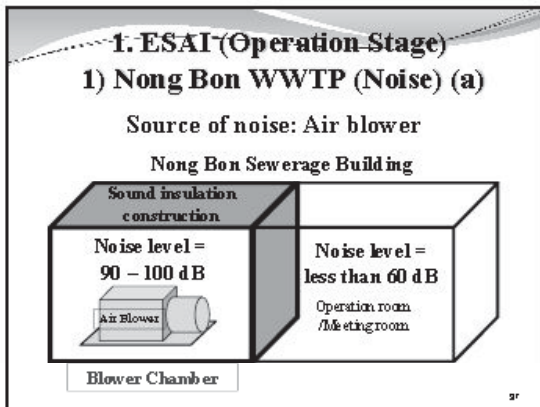 1. ESAI (Operation Stage)
1) Nong Bon WWTP (Noise) (a)
Source of noise: Air blower
Nong Bon Sewerage Building
Sound insulation
construction
Noise level =
90 – 100 dB
Air Blower
Noise level =
less than 60 dB
Operation room
/Meeting room
Blower Chamber